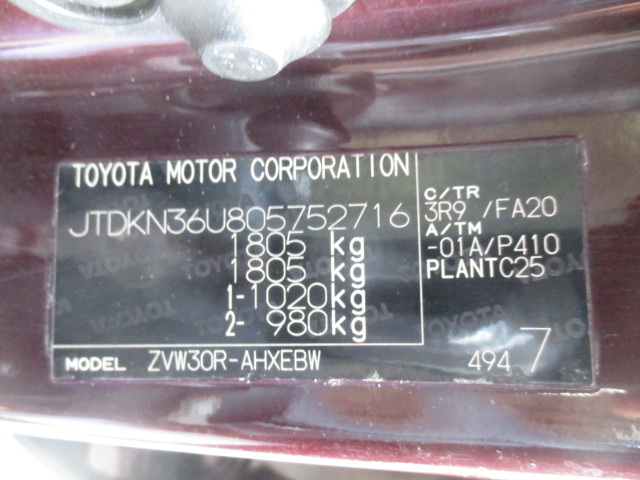 TOYOTA MOTOR CORPORATION
JTDKN36U805752716
1805 kg
1805 kg
1-1020kg
2- 980kg
C/TR
3R9 /FA20
A/TM
-01A/P410
PLANTC25
MODEL ZVW30R-AHXEBW
494 7